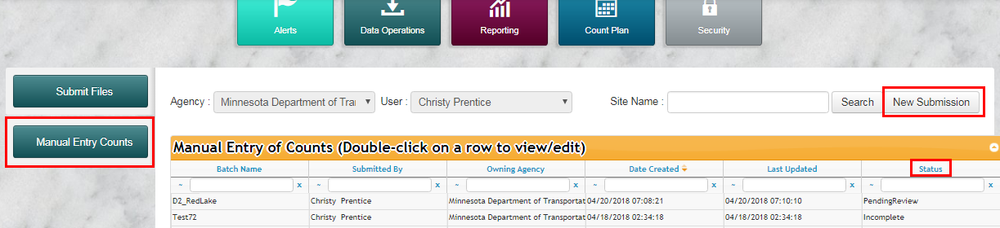 Alerts
Data Operations
Reporting
Count Plan
Security
Submit Files
Manual Entry Counts
Agency : Minnesota Department of Tra User : Christy Prentice Site Name : Search New Submission
Manual Entry of Counts (Double-click on a row to view/edit)
Batch Name Submitted By Owning Agency Date Created Last Updated Status
~ x ~ x ~ x ~ x ~ x ~ x
D2_RedLake Christy Prentice Minnesota Department of Transportat 04/20/2018 07:08:21 04/20/2018 07:10:10 PendingReview
Test72 Christy Prentice Minnesota Department of Transportat 04/18/2018 02:34:18 04/18/2018 02:34:18 Incomplete